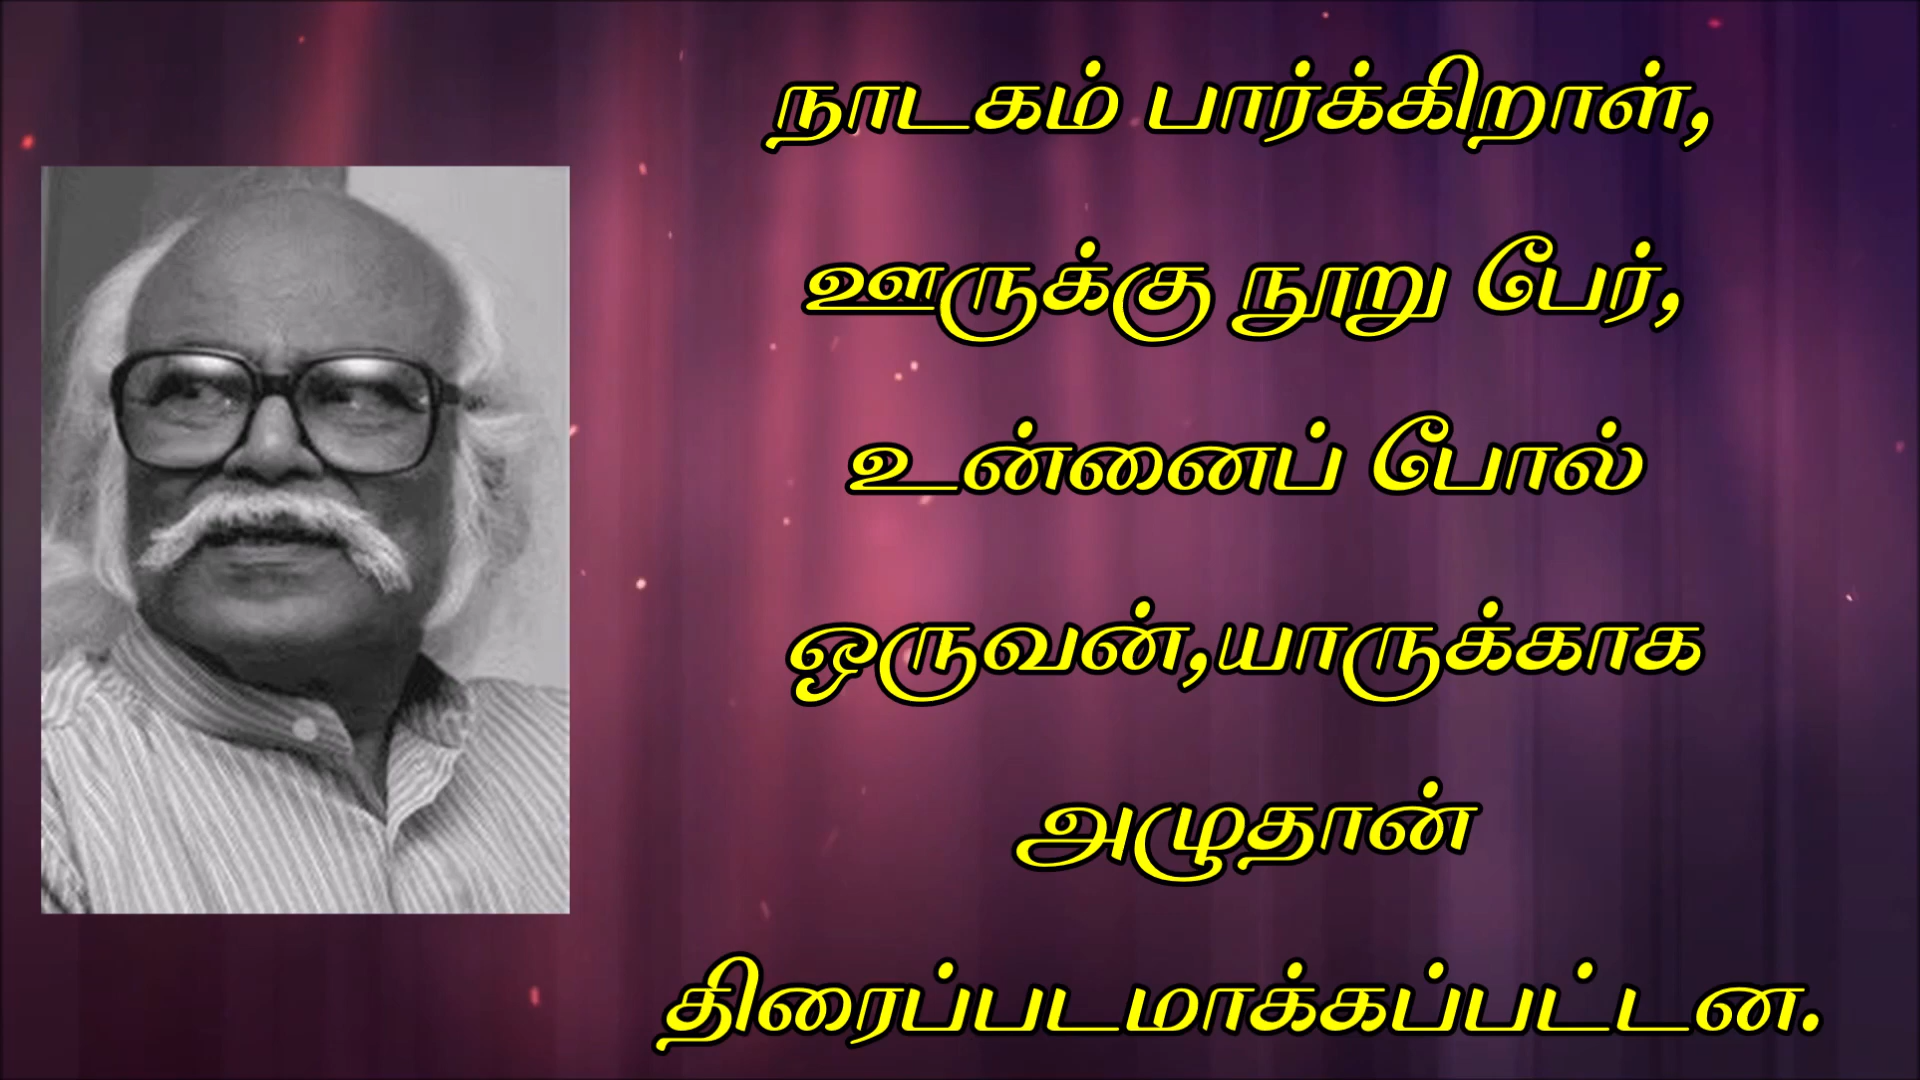 நாடகம் பார்க்கிறாள்,
ஊருக்கு நூறு பேர்,
உன்னைப் போல்
ஒருவன்,யாருக்காக
அழுதான்
திரைப்படமாக்கப்பட்டன.